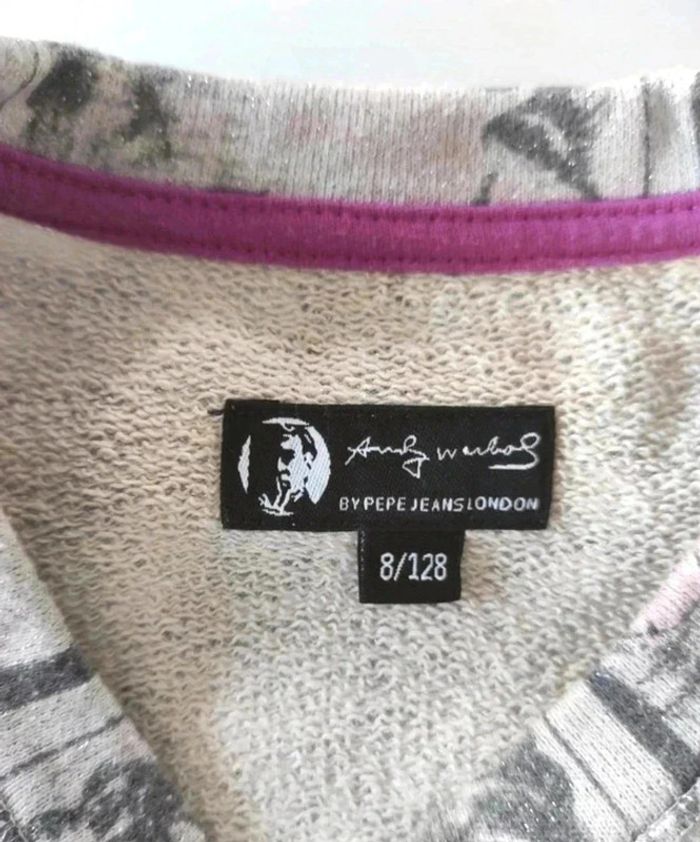 Andy Warhol
BY PEPE JEANS LONDON
8/128